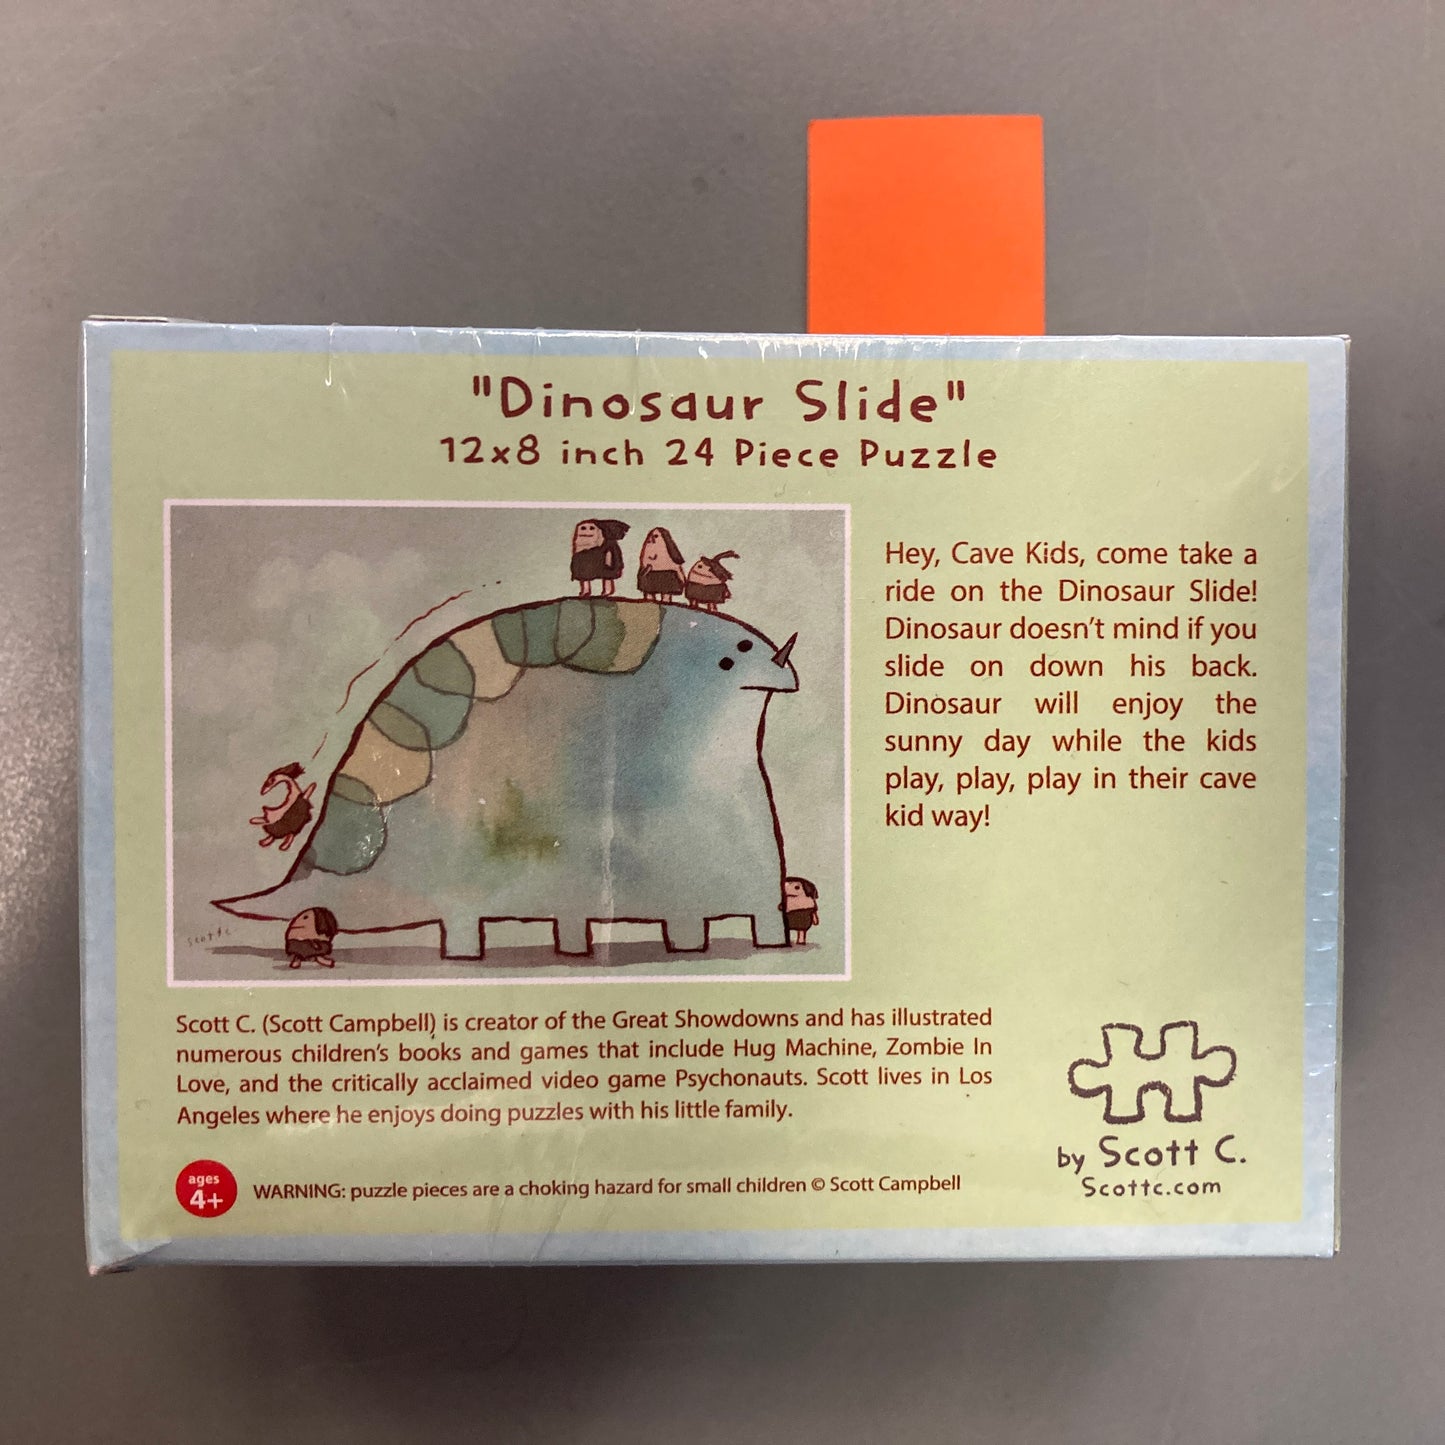 "Dinosaur Slide"
12x8 inch 24 Piece Puzzle
Hey, Cave Kids, come take a
ride on the Dinosaur Slide!
Dinosaur doesn't mind if you
slide on down his back.
Dinosaur will enjoy the
sunny day while the kids
play, play, play in their cave
kid way!
scott c.
Scott C. (Scott Campbell) is creator of the Great Showdowns and has illustrated
numerous children's books and games that include Hug Machine, Zombie In
Love, and the critically acclaimed video game Psychonauts. Scott lives in Los
Angeles where he enjoys doing puzzles with his little family.
by Scott C.
Scottc.com
ages
4+
WARNING: puzzle pieces are a choking hazard for small children © Scott Campbell